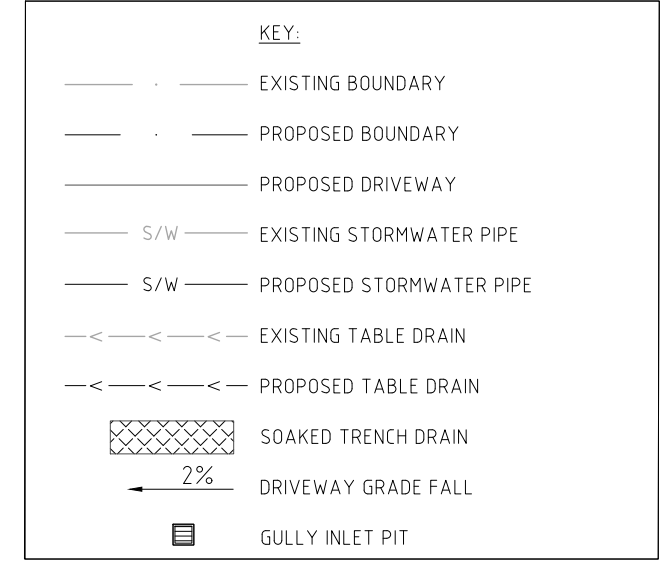 KEY:
EXISTING BOUNDARY
PROPOSED BOUNDARY
PROPOSED DRIVEWAY
S/W EXISTING STORMWATER PIPE
S/W PROPOSED STORMWATER PIPE
EXISTING TABLE DRAIN
PROPOSED TABLE DRAIN
SOAKED TRENCH DRAIN
2% DRIVEWAY GRADE FALL
GULLY INLET PIT